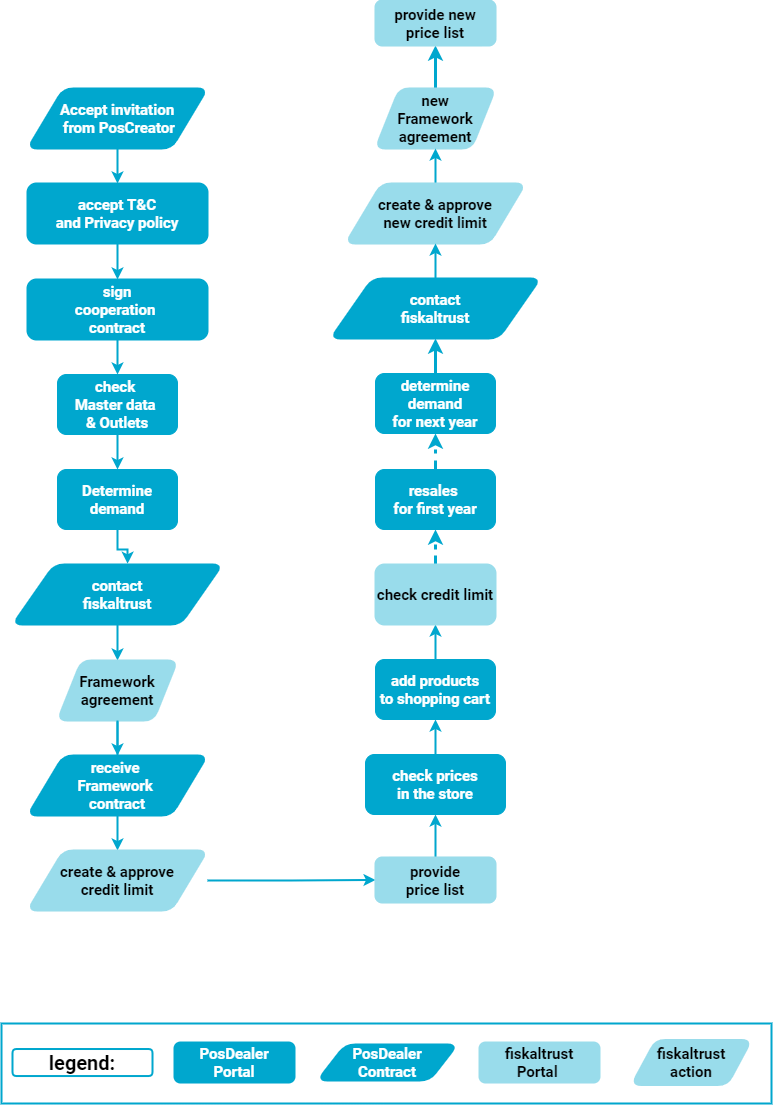 Accept invitation
from PosCreator
accept T&C
and Privacy policy
sign
cooperation
contract
check
Master data
& Outlets
Determine
demand
contact
fiskaltrust
Framework
agreement
receive
Framework
contract
create & approve
credit limit
provide
price list
check prices
in the store
add products
to shopping cart
check credit limit
resales
for first year
determine
demand
for next year
contact
fiskaltrust
create & approve
new credit limit
new
Framework
agreement
provide new
price list
legend:
PosDealer
Portal
PosDealer
Contract
fiskaltrust
Portal
fiskaltrust
action